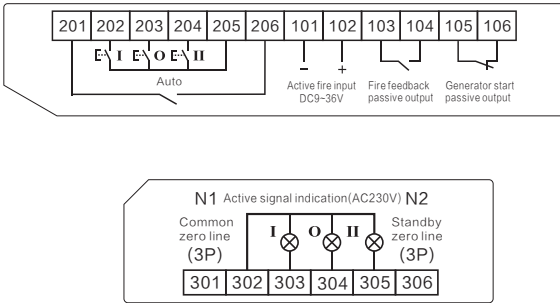 201 202 203 204 205 206 101 102 103 104 105 106
I O II
Auto
− +
Active fire input
DC9~36V
Fire feedback
passive output
Generator start
passive output
N1 Active signal indication(AC230V) N2
Common
zero line
(3P)
I O II
Standby
zero line
(3P)
301 302 303 304 305 306